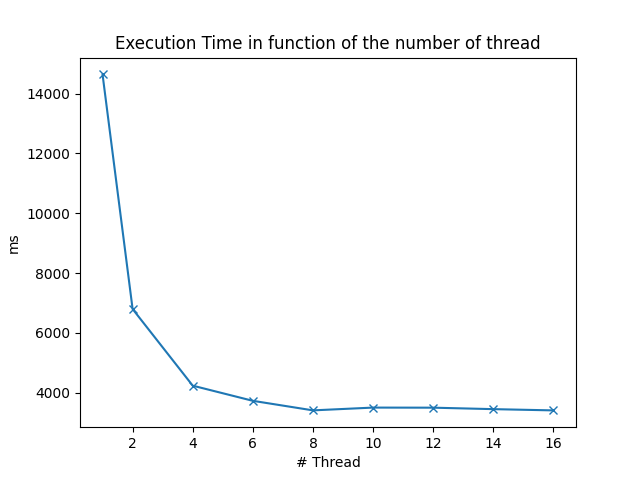 Execution Time in function of the number of thread
14000
12000
10000
8000
6000
4000
ms
2 4 6 8 10 12 14 16
# Thread